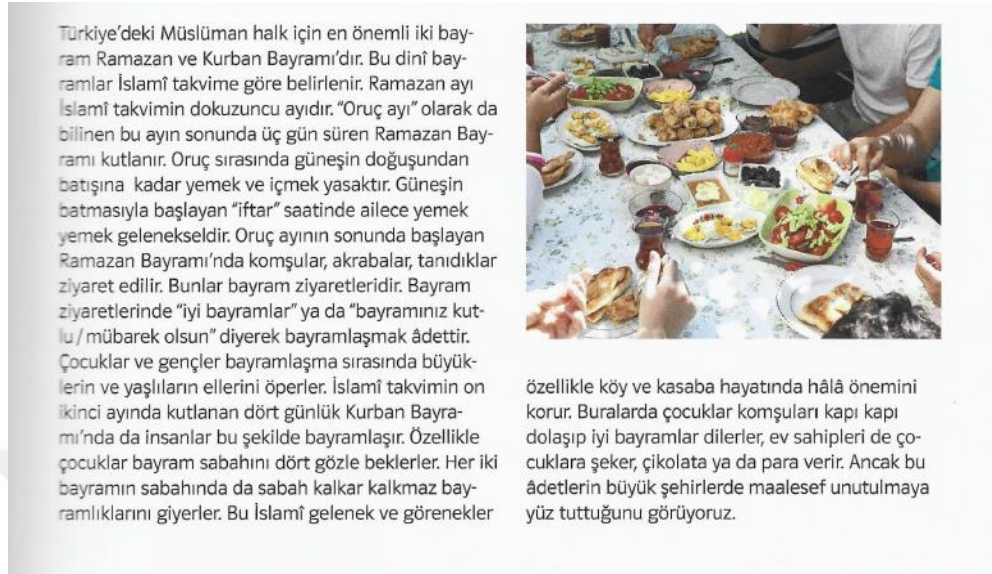 Türkiye'deki Müslüman halk için en önemli iki bay-
ram Ramazan ve Kurban Bayramı'dır. Bu dinî bay-
ramlar İslamî takvime göre belirlenir. Ramazan ayı
İslamî takvimin dokuzuncu ayıdır. “Oruç ayı” olarak da
bilinen bu ayın sonunda üç gün süren Ramazan Bay-
ramı kutlanır. Oruç sırasında güneşin doğuşundan
batışına kadar yemek ve içmek yasaktır. Güneşin
batmasıyla başlayan “iftar” saatinde ailece yemek
yemek gelenekseldir. Oruç ayının sonunda başlayan
Ramazan Bayramı'nda komşular, akrabalar, tanıdıklar
ziyaret edilir. Bunlar bayram ziyaretleridir. Bayram
ziyaretlerinde “iyi bayramlar” ya da “bayramınız kut-
lu / mübarek olsun” diyerek bayramlaşmak âdettir.
Çocuklar ve gençler bayramlaşma sırasında büyük-
lerin ve yaşlıların ellerini öperler. İslamî takvimin on
ikinci ayında kutlanan dört günlük Kurban Bayra-
mı'nda da insanlar bu şekilde bayramlaşır. Özellikle
çocuklar bayram sabahını dört gözle beklerler. Her iki
bayramın sabahında da sabah kalkar kalkmaz bay-
ramlıklarını giyerler. Bu İslamî gelenek ve görenekler
özellikle köy ve kasaba hayatında hâlâ önemini
korur. Buralarda çocuklar komşuları kapı kapı
dolaşıp iyi bayramlar dilerler, ev sahipleri de ço-
cuklara şeker, çikolata ya da para verir. Ancak bu
âdetlerin büyük şehirlerde maalesef unutulmaya
yüz tuttuğunu görüyoruz.